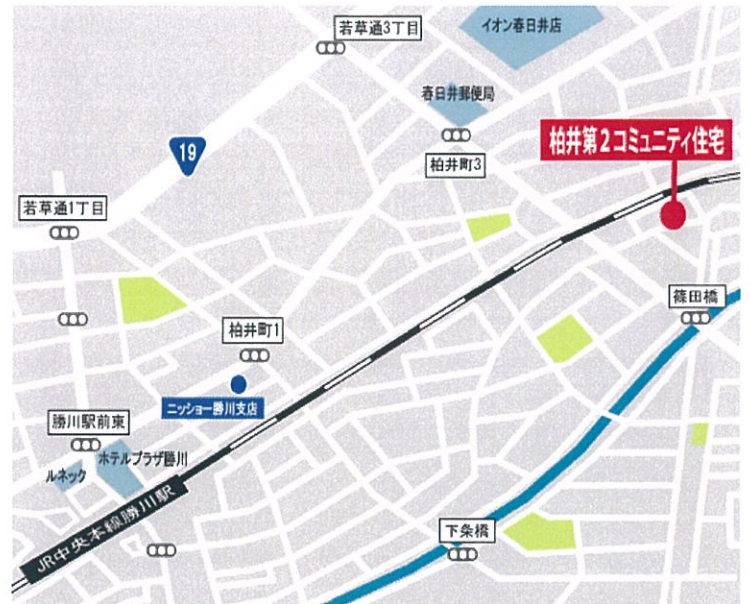 若草通3丁目
イオン春日井店
春日井郵便局
19
柏井第2コミュニティ住宅
柏井町3
若草通1丁目
篠田橋
柏井町1
ニッショー勝川支店
勝川駅前東
ホテルプラザ勝川
ルネック
JR中央本線勝川駅
下条橋